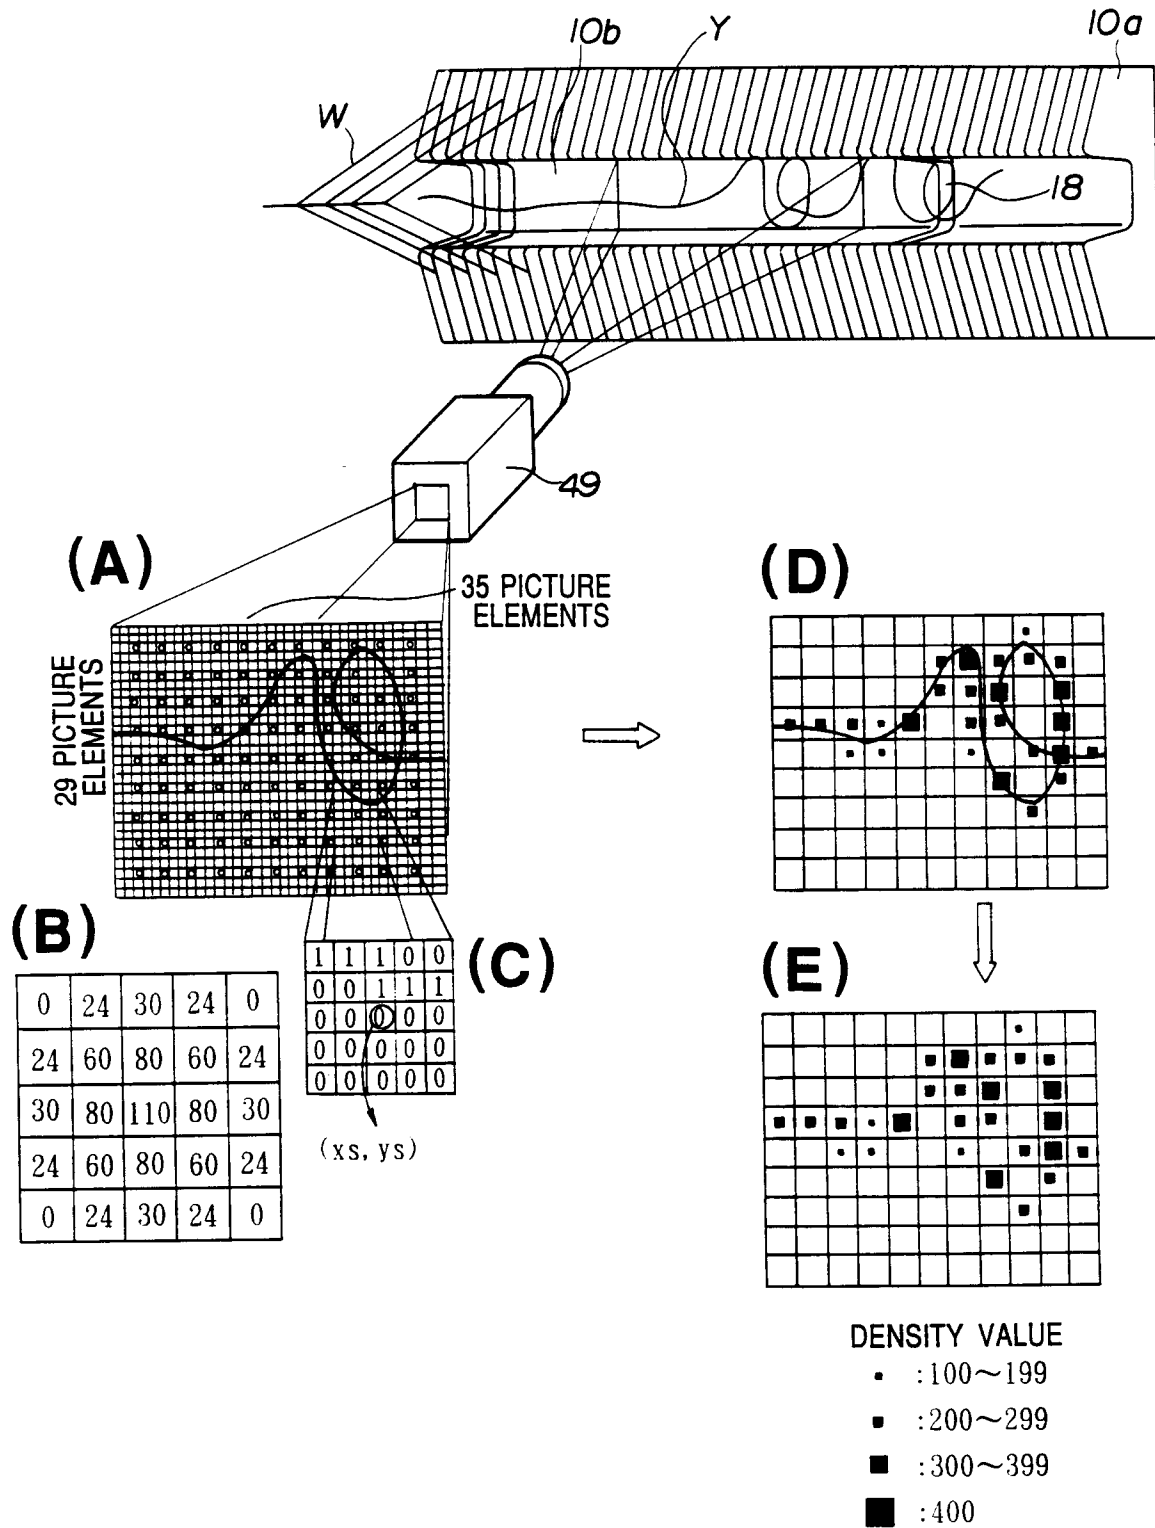 10b Y 10a
W
18
49
(A)
35 PICTURE
ELEMENTS
29 PICTURE
ELEMENTS
(D)
(B)
0 24 30 24 0
24 60 80 60 24
30 80 110 80 30
24 60 80 60 24
0 24 30 24 0
(C)
1 1 1 0 0
0 0 1 1 1
0 0 0 0 0
0 0 0 0 0
0 0 0 0 0
(xs, ys)
(E)
DENSITY VALUE
:100~199
:200~299
:300~399
:400